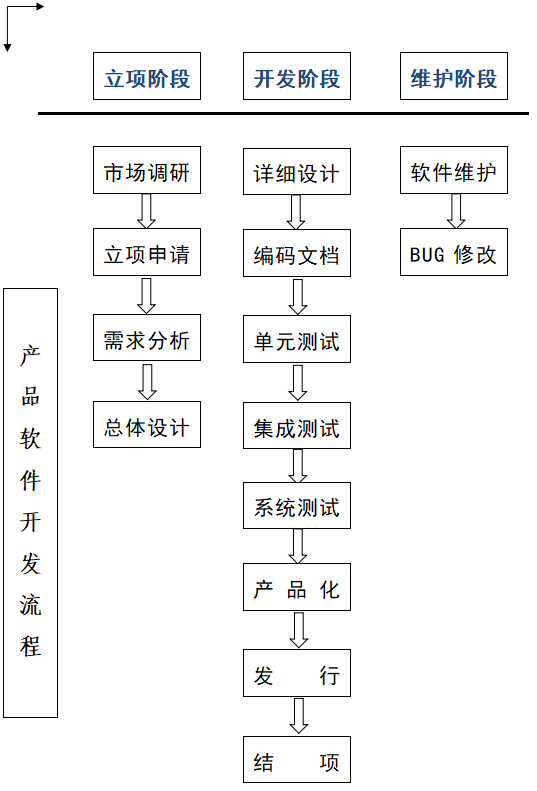 立项阶段
开发阶段
维护阶段
市场调研
立项申请
需求分析
总体设计
详细设计
编码文档
单元测试
集成测试
系统测试
产品化
发行
结项
软件维护
BUG 修改
产品软件开发流程